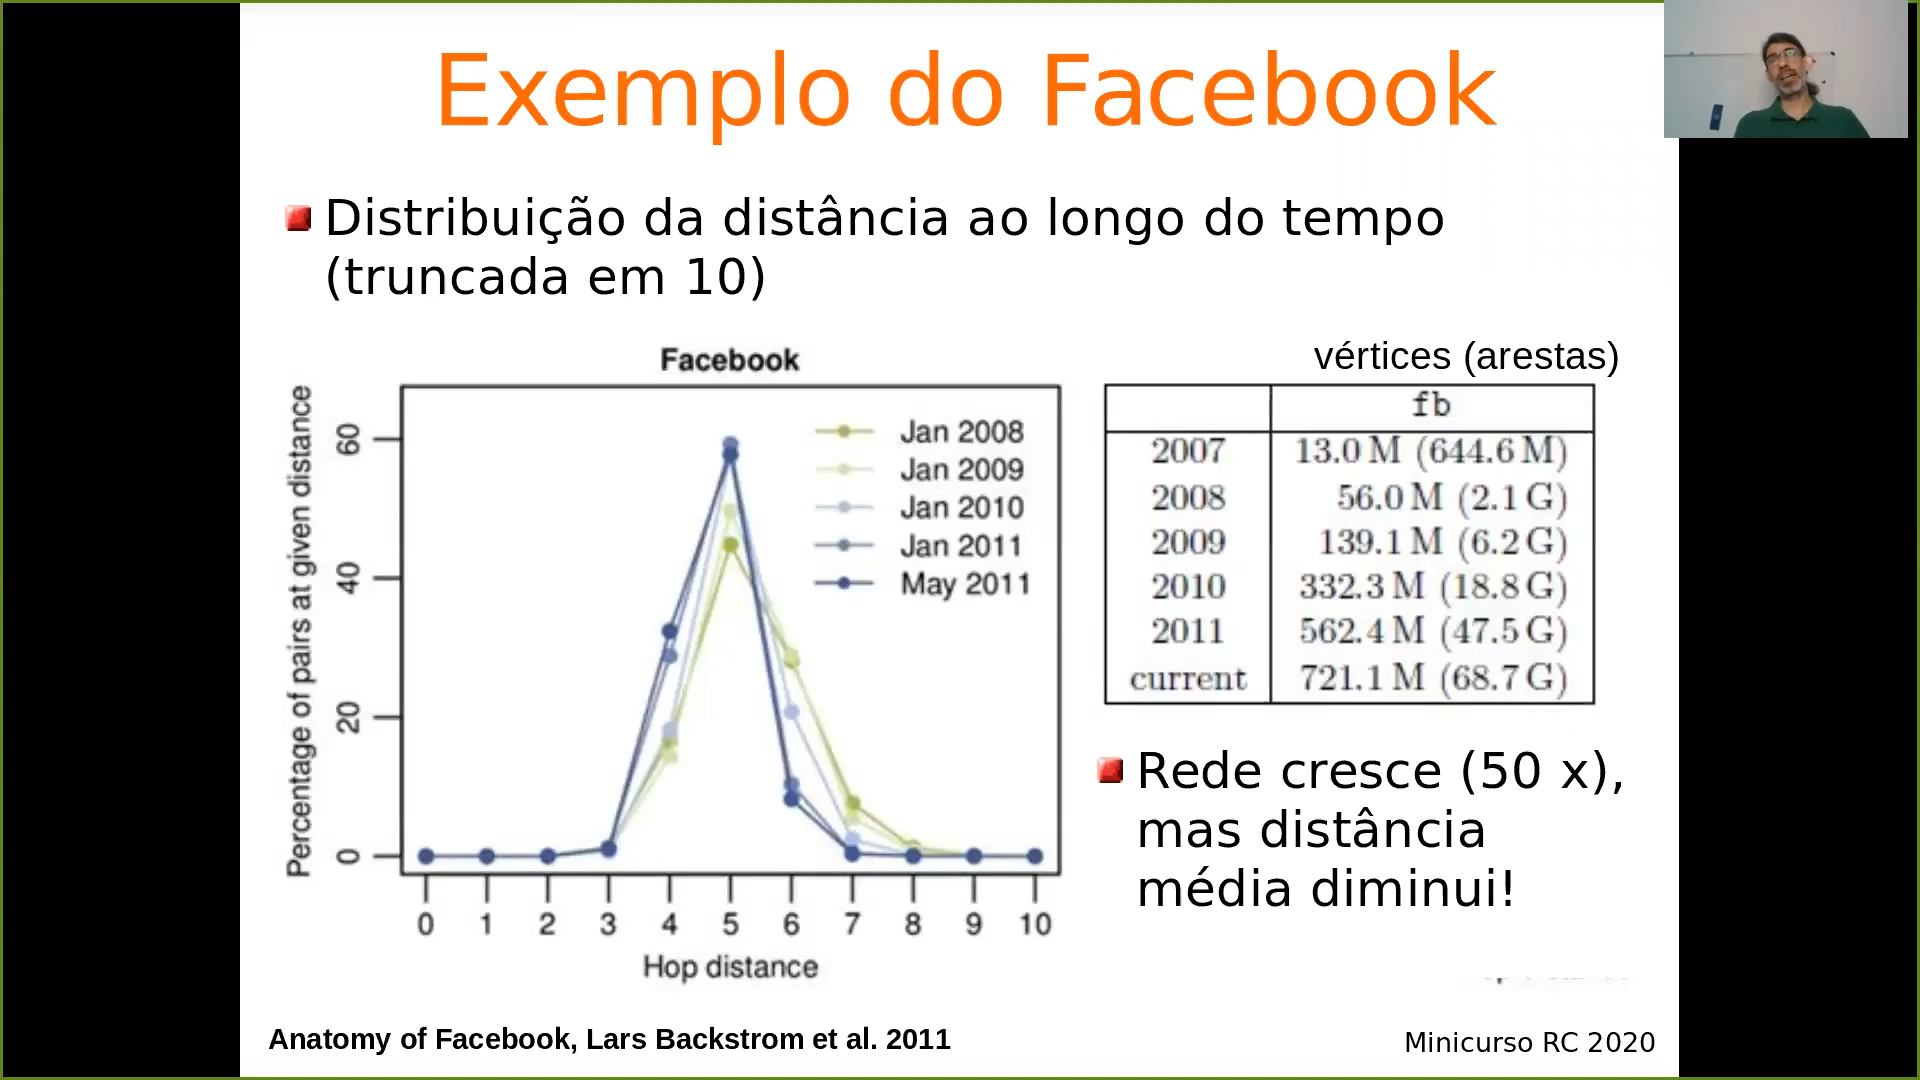 Exemplo do Facebook
Distribuição da distância ao longo do tempo
(truncada em 10)
Facebook
Percentage of pairs at given distance
60
40
20
0
Jan 2008
Jan 2009
Jan 2010
Jan 2011
May 2011
0 1 2 3 4 5 6 7 8 9 10
Hop distance
vértices (arestas)
fb
2007 13.0 M (644.6 M)
2008 56.0 M (2.1 G)
2009 139.1 M (6.2 G)
2010 332.3 M (18.8 G)
2011 562.4 M (47.5 G)
current 721.1 M (68.7 G)
Rede cresce (50 x),
mas distância
média diminui!
Anatomy of Facebook, Lars Backstrom et al. 2011
Minicurso RC 2020